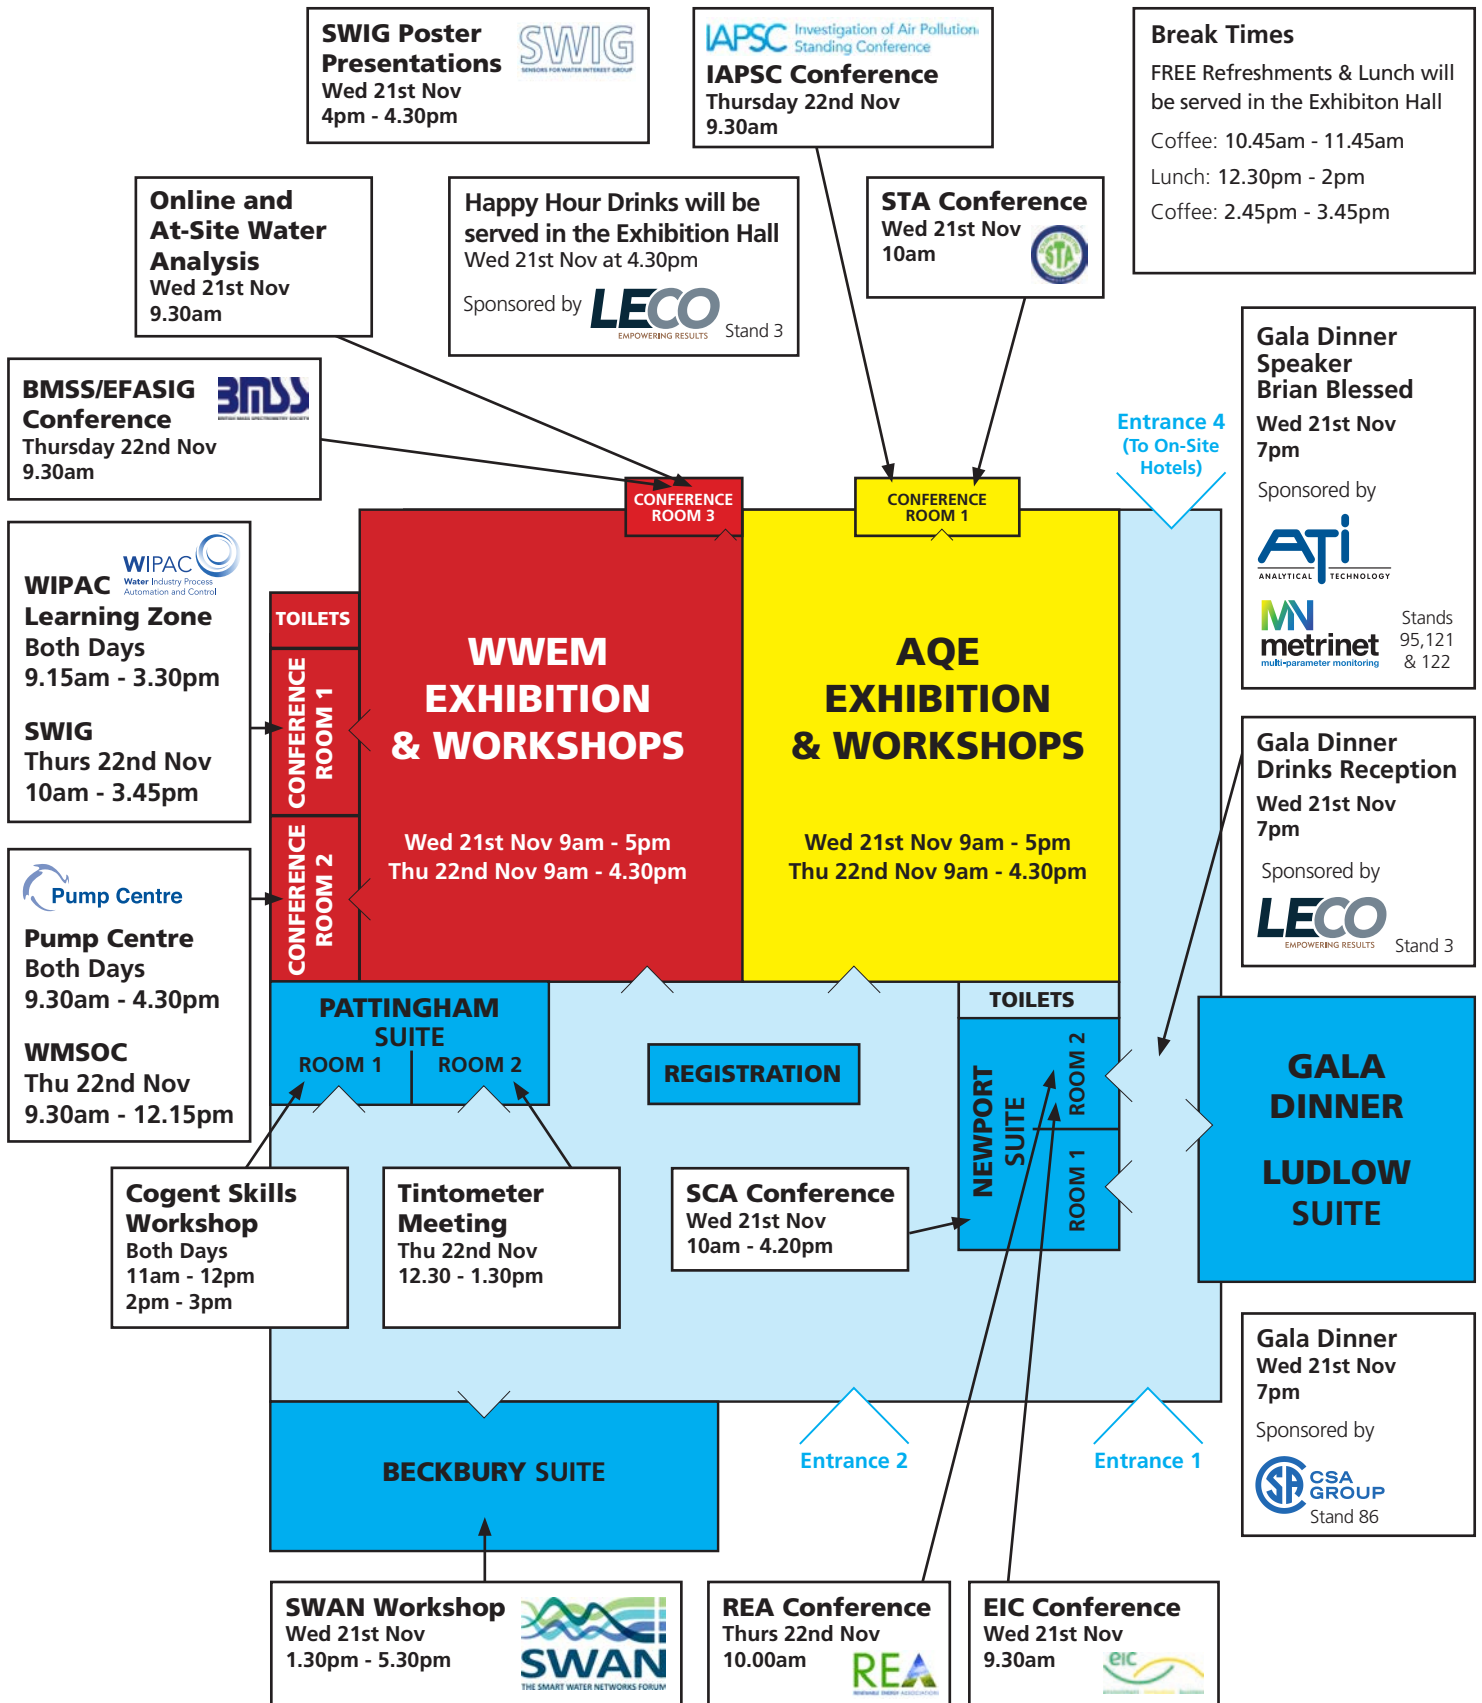 SWIG Poster
Presentations
Wed 21st Nov
4pm - 4.30pm
SWIG
SENSORS FOR WATER INTEREST GROUP
IAPSC Investigation of Air Pollution
Standing Conference
IAPSC Conference
Thursday 22nd Nov
9.30am
Break Times
FREE Refreshments & Lunch will
be served in the Exhibiton Hall
Coffee: 10.45am - 11.45am
Lunch: 12.30pm - 2pm
Coffee: 2.45pm - 3.45pm
Online and
At-Site Water
Analysis
Wed 21st Nov
9.30am
Happy Hour Drinks will be
served in the Exhibition Hall
Wed 21st Nov at 4.30pm
Sponsored by
LECO
EMPOWERING RESULTS
Stand 3
STA Conference
Wed 21st Nov
10am
STA
BMSS/EFASIG
Conference
Thursday 22nd Nov
9.30am
BMSS
BRITISH MASS SPECTROMETRY SOCIETY
Gala Dinner
Speaker
Brian Blessed
Wed 21st Nov
7pm
Sponsored by
ATi
ANALYTICAL TECHNOLOGY
MN
metrinet
multi-parameter monitoring
Stands
95,121
& 122
Entrance 4
(To On-Site
Hotels)
CONFERENCE
ROOM 3
CONFERENCE
ROOM 1
WIPAC
Water Industry Process
Automation and Control
WIPAC
Learning Zone
Both Days
9.15am - 3.30pm
SWIG
Thurs 22nd Nov
10am - 3.45pm
TOILETS
CONFERENCE
ROOM 1
CONFERENCE
ROOM 2
WWEM
EXHIBITION
& WORKSHOPS
Wed 21st Nov 9am - 5pm
Thu 22nd Nov 9am - 4.30pm
AQE
EXHIBITION
& WORKSHOPS
Wed 21st Nov 9am - 5pm
Thu 22nd Nov 9am - 4.30pm
Gala Dinner
Drinks Reception
Wed 21st Nov
7pm
Sponsored by
LECO
EMPOWERING RESULTS
Stand 3
Pump Centre
Pump Centre
Both Days
9.30am - 4.30pm
WMSOC
Thu 22nd Nov
9.30am - 12.15pm
PATTINGHAM
SUITE
ROOM 1
ROOM 2
REGISTRATION
TOILETS
NEWPORT
SUITE
ROOM 2
ROOM 1
GALA
DINNER
LUDLOW
SUITE
Cogent Skills
Workshop
Both Days
11am - 12pm
2pm - 3pm
Tintometer
Meeting
Thu 22nd Nov
12.30 - 1.30pm
SCA Conference
Wed 21st Nov
10am - 4.20pm
Gala Dinner
Wed 21st Nov
7pm
Sponsored by
CSA
GROUP
Stand 86
BECKBURY SUITE
Entrance 2
Entrance 1
SWAN Workshop
Wed 21st Nov
1.30pm - 5.30pm
SWAN
THE SMART WATER NETWORKS FORUM
REA Conference
Thurs 22nd Nov
10.00am
REA
RENEWABLE ENERGY ASSOCIATION
EIC Conference
Wed 21st Nov
9.30am
eic